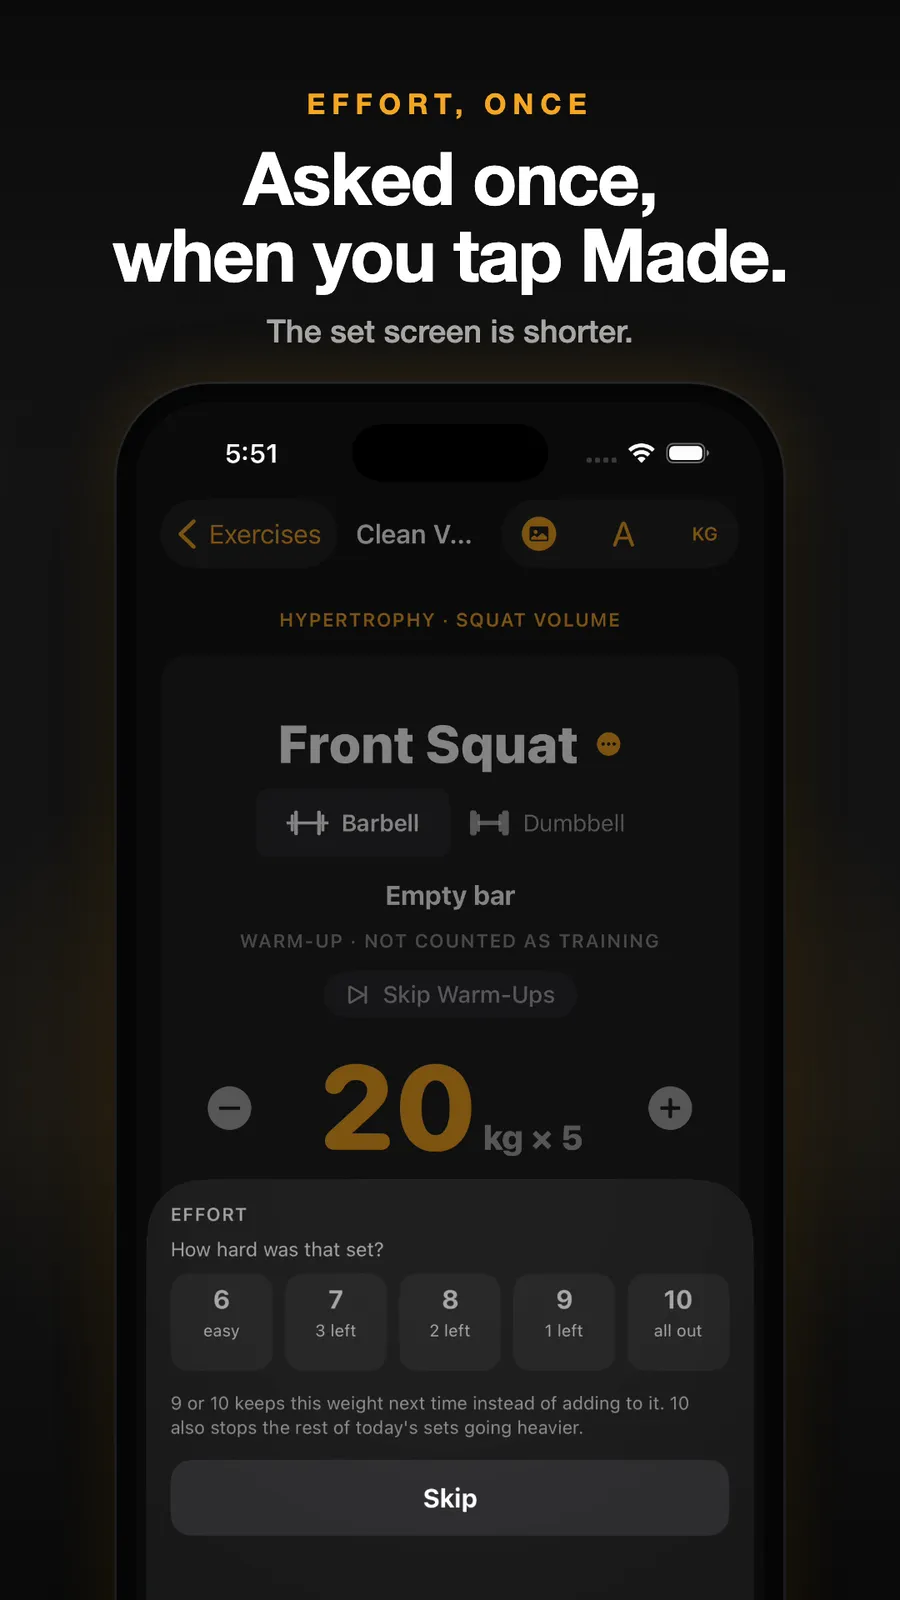 EFFORT, ONCE
Asked once,
when you tap Made.
The set screen is shorter.
5:51
Exercises
Clean V...
A
KG
HYPERTROPHY · SQUAT VOLUME
Front Squat
Barbell
Dumbbell
Empty bar
WARM-UP · NOT COUNTED AS TRAINING
Skip Warm-Ups
20 kg × 5
EFFORT
How hard was that set?
6 7 8 9 10
easy 3 left 2 left 1 left all out
9 or 10 keeps this weight next time instead of adding to it. 10
also stops the rest of today's sets going heavier.
Skip